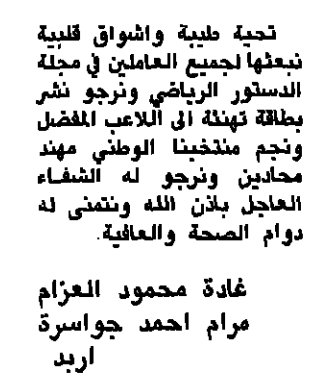 تحية طيبة واشواق قلبية
نبعثها لجميع العاملين في مجلة
الدستور الرياضي ونرجو نشر
بطاقة تهنئة الى أللاعب المفضل
ونجم منتخبنا الوطني مهند
محادين ونرجو له الشفاء
العاجل باذن الله ونتمنى له
دوام الصحة والعافية.
غادة محمود العزام
مرام احمد جواسرة
اربد